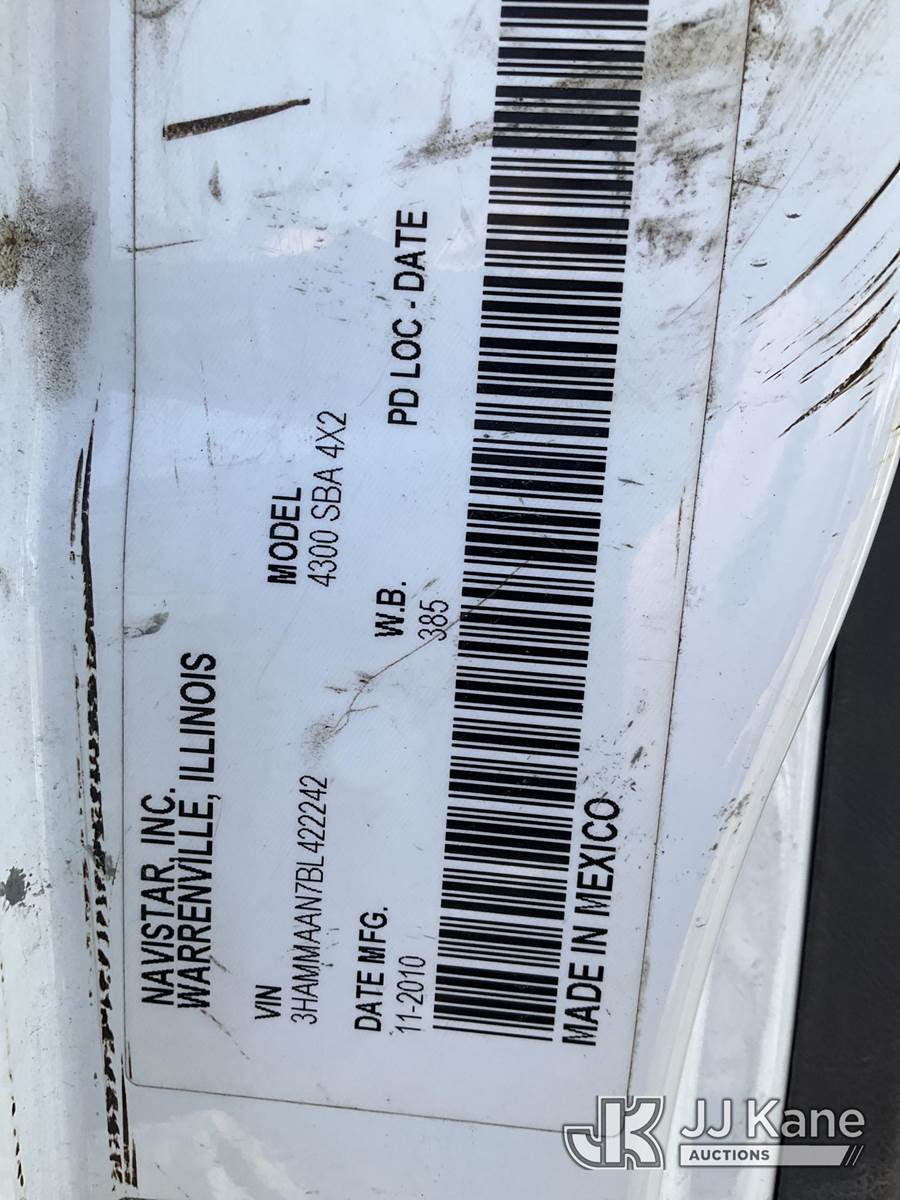 NAVISTAR, INC.
WARRENVILLE, ILLINOIS
VIN
3HAMMAAN7BL422242
MODEL
4300 SBA 4X2
DATE MFG.
11-2010
W.B.
385
PD LOC - DATE
MADE IN MEXICO
JK
JJ Kane
AUCTIONS